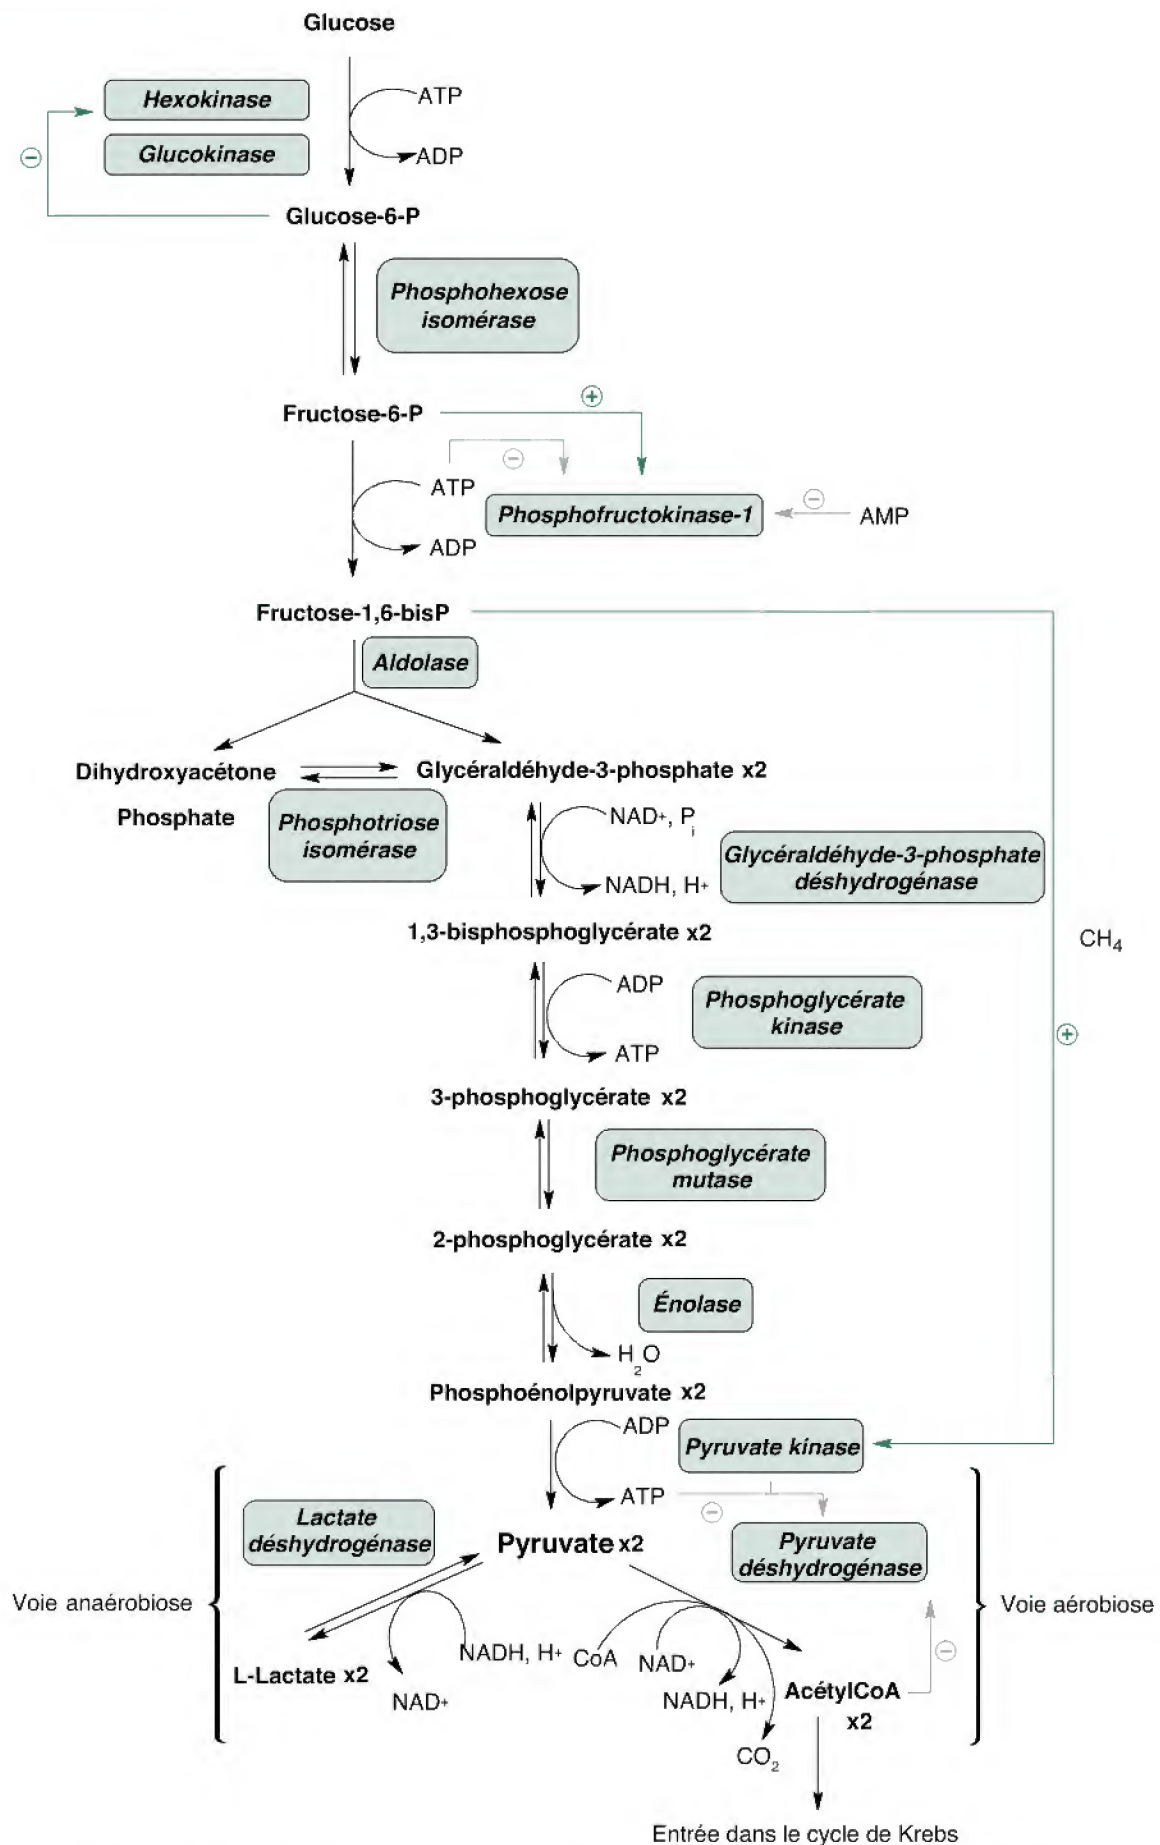 Glucose
Hexokinase
ATP
Glucokinase
ADP
−
Glucose-6-P
Phosphohexose
isomérase
+
Fructose-6-P
−
ATP
−
Phosphofructokinase-1
AMP
ADP
Fructose-1,6-bisP
Aldolase
Dihydroxyacétone
Phosphate
Glycéraldéhyde-3-phosphate x2
Phosphotriose
isomérase
NAD+, Pi
Glycéraldéhyde-3-phosphate
déshydrogénase
NADH, H+
1,3-bisphosphoglycérate x2
CH4
ADP
Phosphoglycérate
kinase
ATP
+
3-phosphoglycérate x2
Phosphoglycérate
mutase
2-phosphoglycérate x2
Énolase
H2O
Phosphoénolpyruvate x2
ADP
Pyruvate kinase
ATP
−
Lactate
déshydrogénase
Pyruvate x2
Pyruvate
déshydrogénase
Voie anaérobiose
Voie aérobiose
NADH, H+
CoA
NAD+
−
L-Lactate x2
NAD+
NADH, H+
AcétylCoA
x2
CO2
Entrée dans le cycle de Krebs